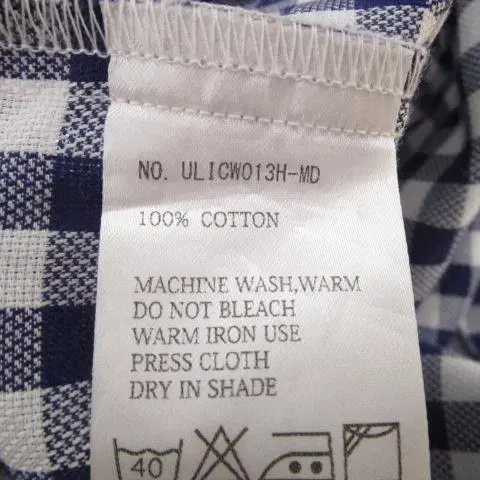 NO. ULICW013H-MD
100% COTTON
MACHINE WASH,WARM
DO NOT BLEACH
WARM IRON USE
PRESS CLOTH
DRY IN SHADE
40